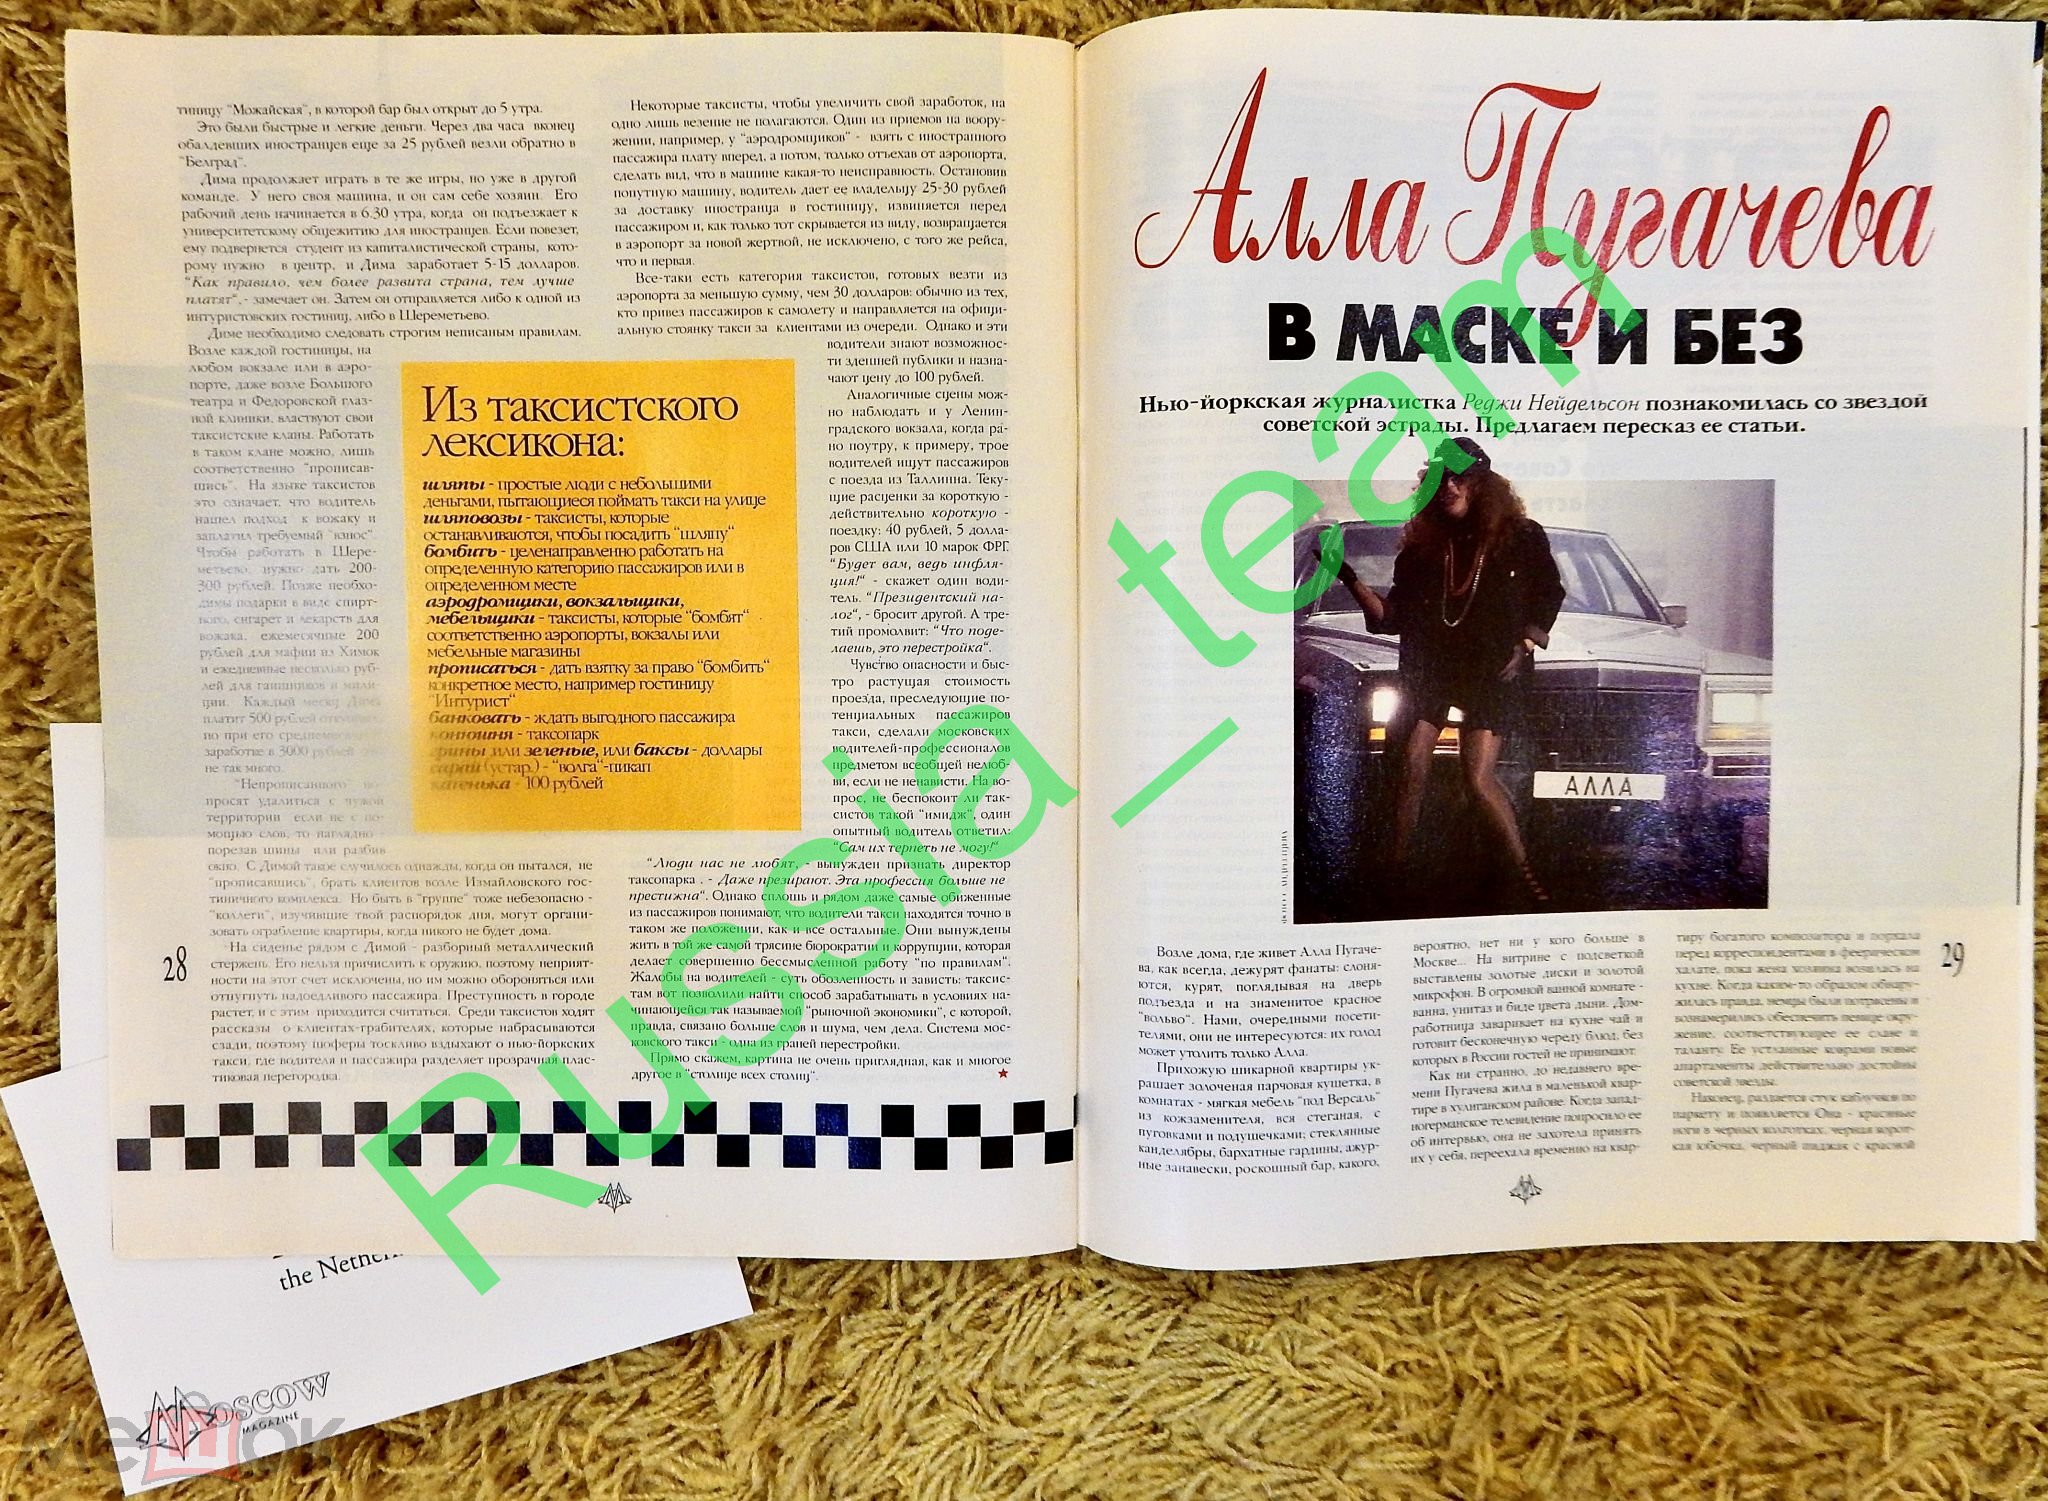 тиницу "Можайская", в которой бар был открыт до 5 утра.
Это были быстрые и легкие деньги. Через два часа вконец
обалдевших иностранцев еще за 25 рублей везли обратно в
"Белград".
Дима продолжает играть в те же игры, но уже в другой
команде. У него своя машина, и он сам себе хозяин. Его
рабочий день начинается в 6.30 утра, когда он подъезжает к
университетскому общежитию для иностранцев. Если повезет,
ему подвернется студент из капиталистической страны, кото-
рому нужно в центр, и Дима заработает 5-15 долларов.
"Как правило, чем более развита страна, тем лучше
платят", - замечает он. Затем он отправляется либо к одной из
интуристовских гостиниц, либо в Шереметьево.
Диме необходимо следовать строгим неписаным правилам.
Возле каждой гостиницы, на
любом вокзале или в аэро-
порте, даже возле Большого
театра и Федоровской глаз-
ной клиники, властвуют свои
таксистские кланы. Работать
в таком клане можно, лишь
соответственно "прописав-
шись". На языке таксистов
это означает, что водитель
нашел подход к вожаку и
заплатил требуемый "взнос".
Чтобы работать в Шере-
метьево, нужно дать 200-
300 рублей. Позже необхо-
димы подарки в виде спирт-
ного, сигарет и лекарств для
вожака, ежемесячные 200
рублей для мафии из Химок
и ежедневные несколько руб-
лей для гаишников и мили-
ции. Каждый месяц Дима
платит 500 рублей
но при его
заработке в 3000 рублей это
не так много.
"Непрописанного"
просят удалиться с чужой
территории если не с по-
мощью слов, то наглядно -
порезав шины или разбив
окно. С Димой такое случилось однажды, когда он пытался, не
"прописавшись", брать клиентов возле Измайловского гос-
тиничного комплекса. Но быть в "группе" тоже небезопасно -
"коллеги", изучившие твой распорядок дня, могут органи-
зовать ограбление квартиры, когда никого не будет дома.
На сиденье рядом с Димой - разборный металлический
стержень. Его нельзя причислить к оружию, поэтому неприят-
ности на этот счет исключены, но им можно обороняться или
отпугнуть надоедливого пассажира. Преступность в городе
растет, и с этим приходится считаться. Среди таксистов ходят
рассказы о клиентах-грабителях, которые набрасываются
сзади, поэтому шоферы тоскливо вздыхают о нью-йоркских
такси, где водителя и пассажира разделяет прозрачная плас-
тиковая перегородка.
28
Из таксистского
лексикона:
шляпы - простые люди с небольшими
деньгами, пытающиеся поймать такси на улице
шляповозы - таксисты, которые
останавливаются, чтобы посадить "шляпу"
бомбить - целенаправленно работать на
определенную категорию пассажиров или в
определенном месте
аэродромщики, вокзальщики,
мебельщики - таксисты, которые "бомбят"
соответственно аэропорты, вокзалы или
мебельные магазины
прописаться - дать взятку за право "бомбить"
конкретное место, например гостиницу
"Интурист"
банковать - ждать выгодного пассажира
конюшня - таксопарк
грины или зеленые, или баксы - доллары
сарай (устар.) - "волга"-пикап
катенька - 100 рублей
Некоторые таксисты, чтобы увеличить свой заработок, на
одно лишь везение не полагаются. Один из приемов на воору-
жении, например, у "аэродромщиков" - взять с иностранного
пассажира плату вперед, а потом, только отъехав от аэропорта,
сделать вид, что в машине какая-то неисправность. Остановив
попутную машину, водитель дает ее владельцу 25-30 рублей
за доставку иностранца в гостиницу, извиняется перед
пассажиром и, как только тот скрывается из виду, возвращается
в аэропорт за новой жертвой, не исключено, с того же рейса,
что и первая.
Все-таки есть категория таксистов, готовых везти из
аэропорта за меньшую сумму, чем 30 долларов: обычно из тех,
кто привез пассажиров к самолету и направляется на офици-
альную стоянку такси за клиентами из очереди. Однако и эти
водители знают возможнос-
ти здешней публики и назна-
чают цену до 100 рублей.
Аналогичные сцены мож-
но наблюдать и у Ленин-
градского вокзала, когда ра-
но поутру, к примеру, трое
водителей ищут пассажиров
с поезда из Таллинна. Теку-
щие расценки за короткую -
действительно короткую -
поездку: 40 рублей, 5 долла-
ров США или 10 марок ФРГ.
"Будет вам, ведь инфля-
ция!" - скажет один води-
тель. "Президентский на-
лог", - бросит другой. А тре-
тий промолвит: "Что поде-
лаешь, это перестройка".
Чувство опасности и быс-
тро растущая стоимость
проезда, преследующие по-
тенциальных пассажиров
такси, сделали московских
водителей-профессионалов
предметом всеобщей нелюб-
ви, если не ненависти. На во-
прос, не беспокоит ли так-
систов такой "имидж", один
опытный водитель ответил:
"Сам их терпеть не могу!"
"Люди нас не любят, - вынужден признать директор
таксопарка. - Даже презирают. Эта профессия больше не
престижна". Однако сплошь и рядом даже самые обиженные
из пассажиров понимают, что водители такси находятся точно в
таком же положении, как и все остальные. Они вынуждены
жить в той же самой трясине бюрократии и коррупции, которая
делает совершенно бессмысленной работу "по правилам".
Жалобы на водителей - суть обозленность и зависть: таксис-
там вот позволили найти способ зарабатывать в условиях на-
чинающейся так называемой "рыночной экономики", с которой,
правда, связано больше слов и шума, чем дела. Система мос-
ковского такси - одна из граней перестройки.
Прямо скажем, картина не очень приглядная, как и многое
другое в "столице всех столиц".
Алла Пугачева
В МАСКЕ И БЕЗ
Нью-йоркская журналистка Реджи Нейдельсон познакомилась со звездой
советской эстрады. Предлагаем пересказ ее статьи.
АЛЛА
Возле дома, где живет Алла Пугаче-
ва, как всегда, дежурят фанаты: слоня-
ются, курят, поглядывая на дверь
подъезда и на знаменитое красное
"вольво". Нами, очередными посети-
телями, они не интересуются: их голод
может утолить только Алла.
Прихожую шикарной квартиры ук-
рашает золоченая парчовая кушетка, в
комнатах - мягкая мебель "под Версаль"
из кожзаменителя, вся стеганая, с
пуговками и подушечками; стеклянные
канделябры, бархатные гардины, ажур-
ные занавески, роскошный бар, какого,
вероятно, нет ни у кого больше в
Москве... На витрине с подсветкой
выставлены золотые диски и золотой
микрофон. В огромной ванной комнате -
ванна, унитаз и биде цвета дыни. Дом-
работница заваривает на кухне чай и
готовит бесконечную череду блюд, без
которых в России гостей не принимают.
Как ни странно, до недавнего вре-
мени Пугачева жила в маленькой квар-
тире в хулиганском районе. Когда запад-
ногерманское телевидение попросило ее
об интервью, она не захотела принять
их у себя, переехала временно на квар-
тиру богатого композитора и порхала
перед корреспондентами в феерическом
халате, пока жена хозяина возилась на
кухне. Когда каким-то образом обнару-
жилась правда, немцы были потрясены и
вознамерились обеспечить певице окру-
жение, соответствующее ее славе и
таланту. Ее устланные коврами новые
апартаменты действительно достойны
советской звезды.
Наконец, раздается стук каблучков по
паркету и появляется Она - красивые
ноги в черных колготках, черная корот-
кая юбочка, черный пиджак с красной
29
the Nethe
Moscow
MAGAZINE
мешок
Russia_team